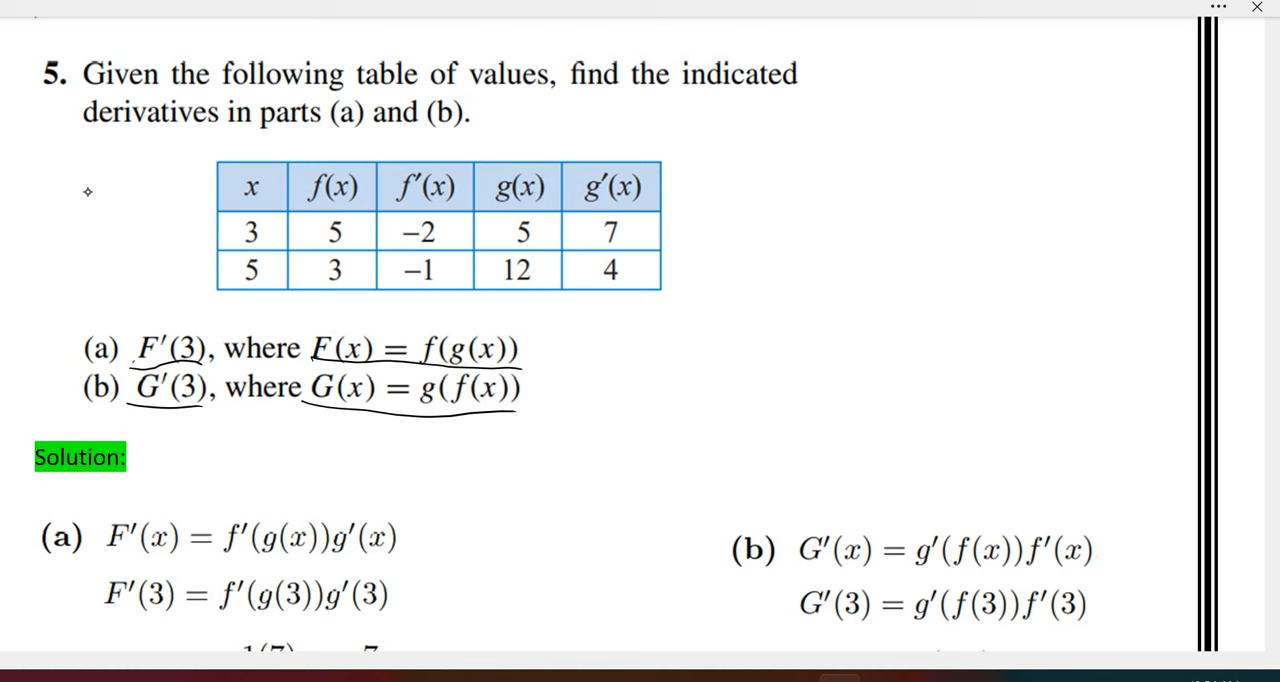 5. Given the following table of values, find the indicated
derivatives in parts (a) and (b).
x f(x) f′(x) g(x) g′(x)
3 5 −2 5 7
5 3 −1 12 4
(a) F′(3), where F(x) = f(g(x))
(b) G′(3), where G(x) = g(f(x))
Solution:
(a) F′(x) = f′(g(x))g′(x)
F′(3) = f′(g(3))g′(3)
(b) G′(x) = g′(f(x))f′(x)
G′(3) = g′(f(3))f′(3)